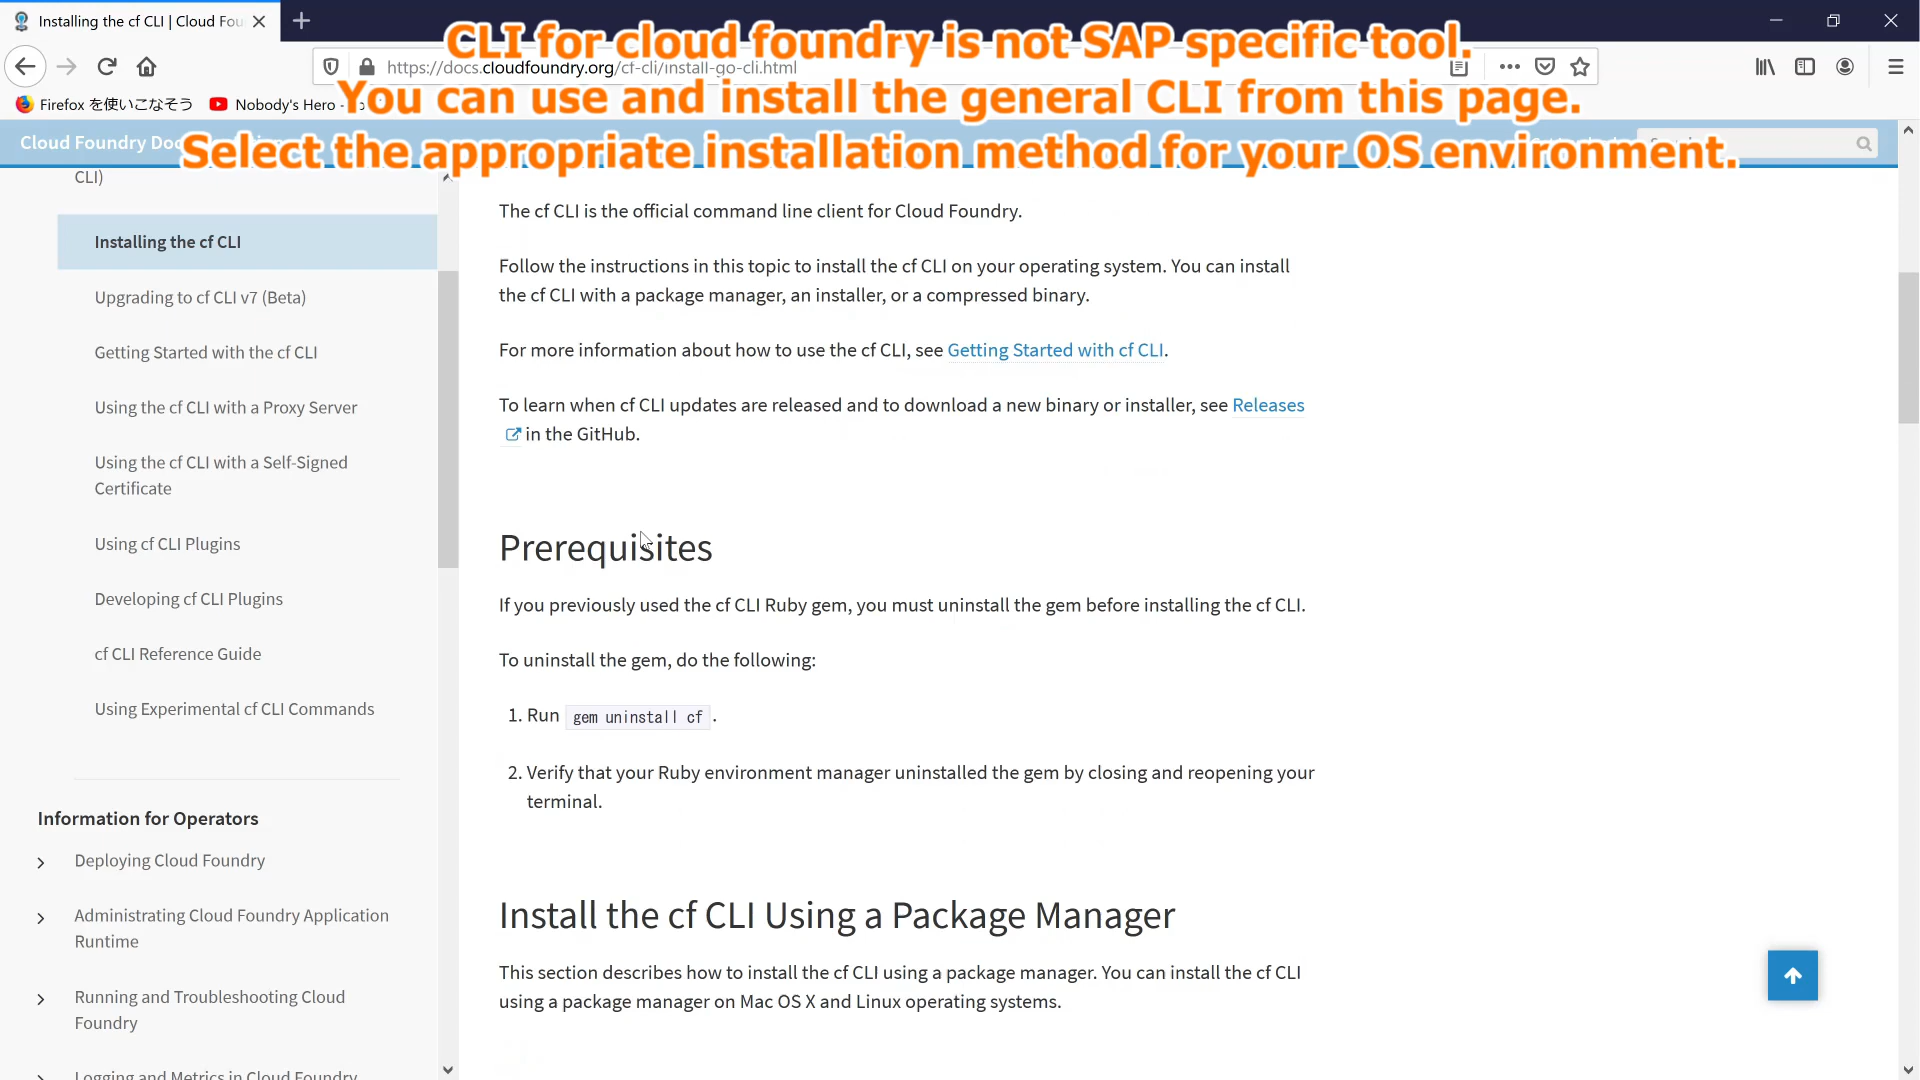 Installing the cf CLI | Cloud Fou
CLI for cloud foundry is not SAP specific tool.
https://docs.cloudfoundry.org/cf-cli/install-go-cli.html
Firefox を使いこなそう
Nobody's Hero -
You can use and install the general CLI from this page.
Cloud Foundry Doc
Select the appropriate installation method for your OS environment.
CLI)
Installing the cf CLI
Upgrading to cf CLI v7 (Beta)
Getting Started with the cf CLI
Using the cf CLI with a Proxy Server
Using the cf CLI with a Self-Signed
Certificate
Using cf CLI Plugins
Developing cf CLI Plugins
cf CLI Reference Guide
Using Experimental cf CLI Commands
Information for Operators
Deploying Cloud Foundry
Administrating Cloud Foundry Application
Runtime
Running and Troubleshooting Cloud
Foundry
Logging and Metrics in Cloud Foundry
The cf CLI is the official command line client for Cloud Foundry.
Follow the instructions in this topic to install the cf CLI on your operating system. You can install
the cf CLI with a package manager, an installer, or a compressed binary.
For more information about how to use the cf CLI, see Getting Started with cf CLI.
To learn when cf CLI updates are released and to download a new binary or installer, see Releases
in the GitHub.
Prerequisites
If you previously used the cf CLI Ruby gem, you must uninstall the gem before installing the cf CLI.
To uninstall the gem, do the following:
1. Run gem uninstall cf .
2. Verify that your Ruby environment manager uninstalled the gem by closing and reopening your
terminal.
Install the cf CLI Using a Package Manager
This section describes how to install the cf CLI using a package manager. You can install the cf CLI
using a package manager on Mac OS X and Linux operating systems.